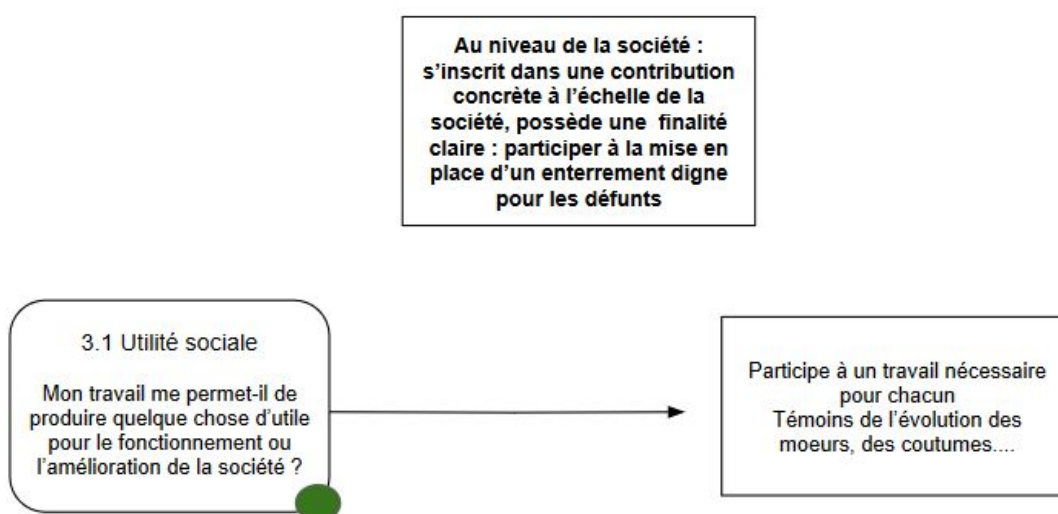 Au niveau de la société :
s’inscrit dans une contribution
concrète à l’échelle de la
société, possède une finalité
claire : participer à la mise en
place d’un enterrement digne
pour les défunts
3.1 Utilité sociale
Mon travail me permet-il de
produire quelque chose d’utile
pour le fonctionnement ou
l’amélioration de la société ?
Participe à un travail nécessaire
pour chacun
Témoins de l’évolution des
moeurs, des coutumes....